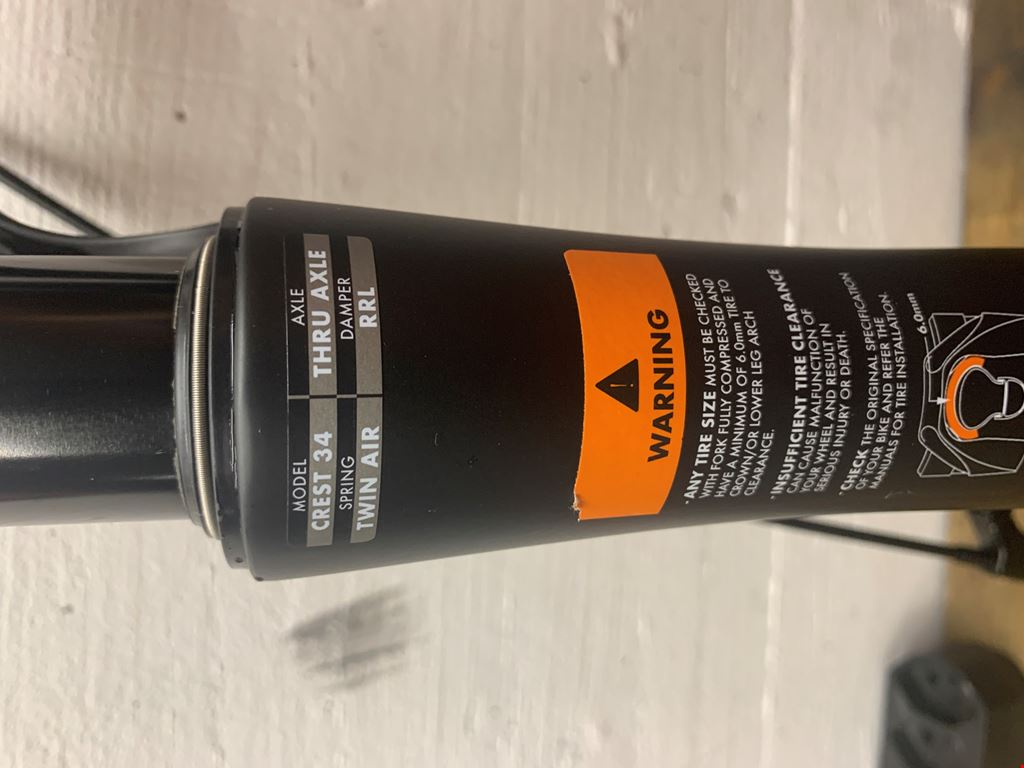 MODEL AXLE
CREST 34 THRU AXLE
SPRING DAMPER
TWIN AIR RRL
WARNING
*ANY TIRE SIZE MUST BE CHECKED
WITH FORK FULLY COMPRESSED AND
HAVE A MINIMUM OF 6.0mm TIRE TO
CROWN/OR LOWER LEG ARCH
CLEARANCE.
*INSUFFICIENT TIRE CLEARANCE
CAN CAUSE MALFUNCTION OF
YOUR WHEEL AND RESULT IN
SERIOUS INJURY OR DEATH.
*CHECK THE ORIGINAL SPECIFICATION
OF YOUR BIKE AND REFER THE
MANUALS FOR TIRE INSTALLATION.
6.0mm